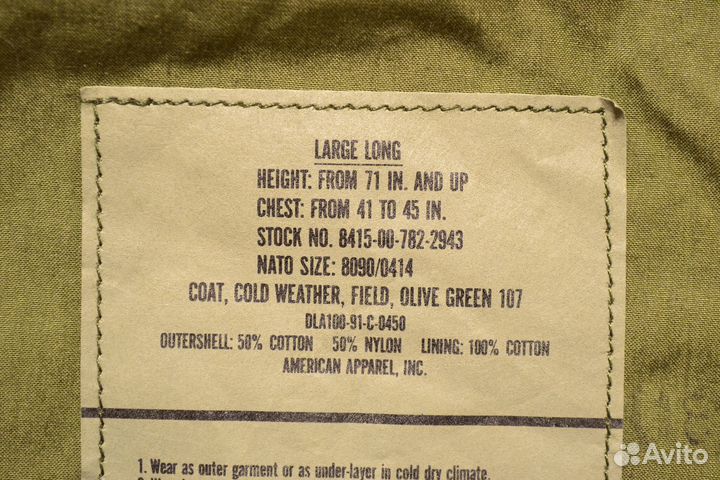 LARGE LONG
HEIGHT: FROM 71 IN. AND UP
CHEST: FROM 41 TO 45 IN.
STOCK NO. 8415-00-782-2943
NATO SIZE: 8090/0414
COAT, COLD WEATHER, FIELD, OLIVE GREEN 107
DLA100-91-C-0450
OUTERSHELL: 50% COTTON 50% NYLON LINING: 100% COTTON
AMERICAN APPAREL, INC.
1. Wear as outer garment or as under-layer in cold dry climate.
Avito